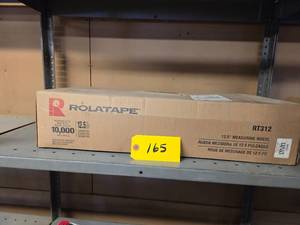 R
ROLATAPE
10,000
12.5
RT312
12.5" MEASURING WHEEL
RUEDA MEDIDORA DE 12.5 PULGADAS
ROUE DE MESURAGE DE 12.5 PO
165